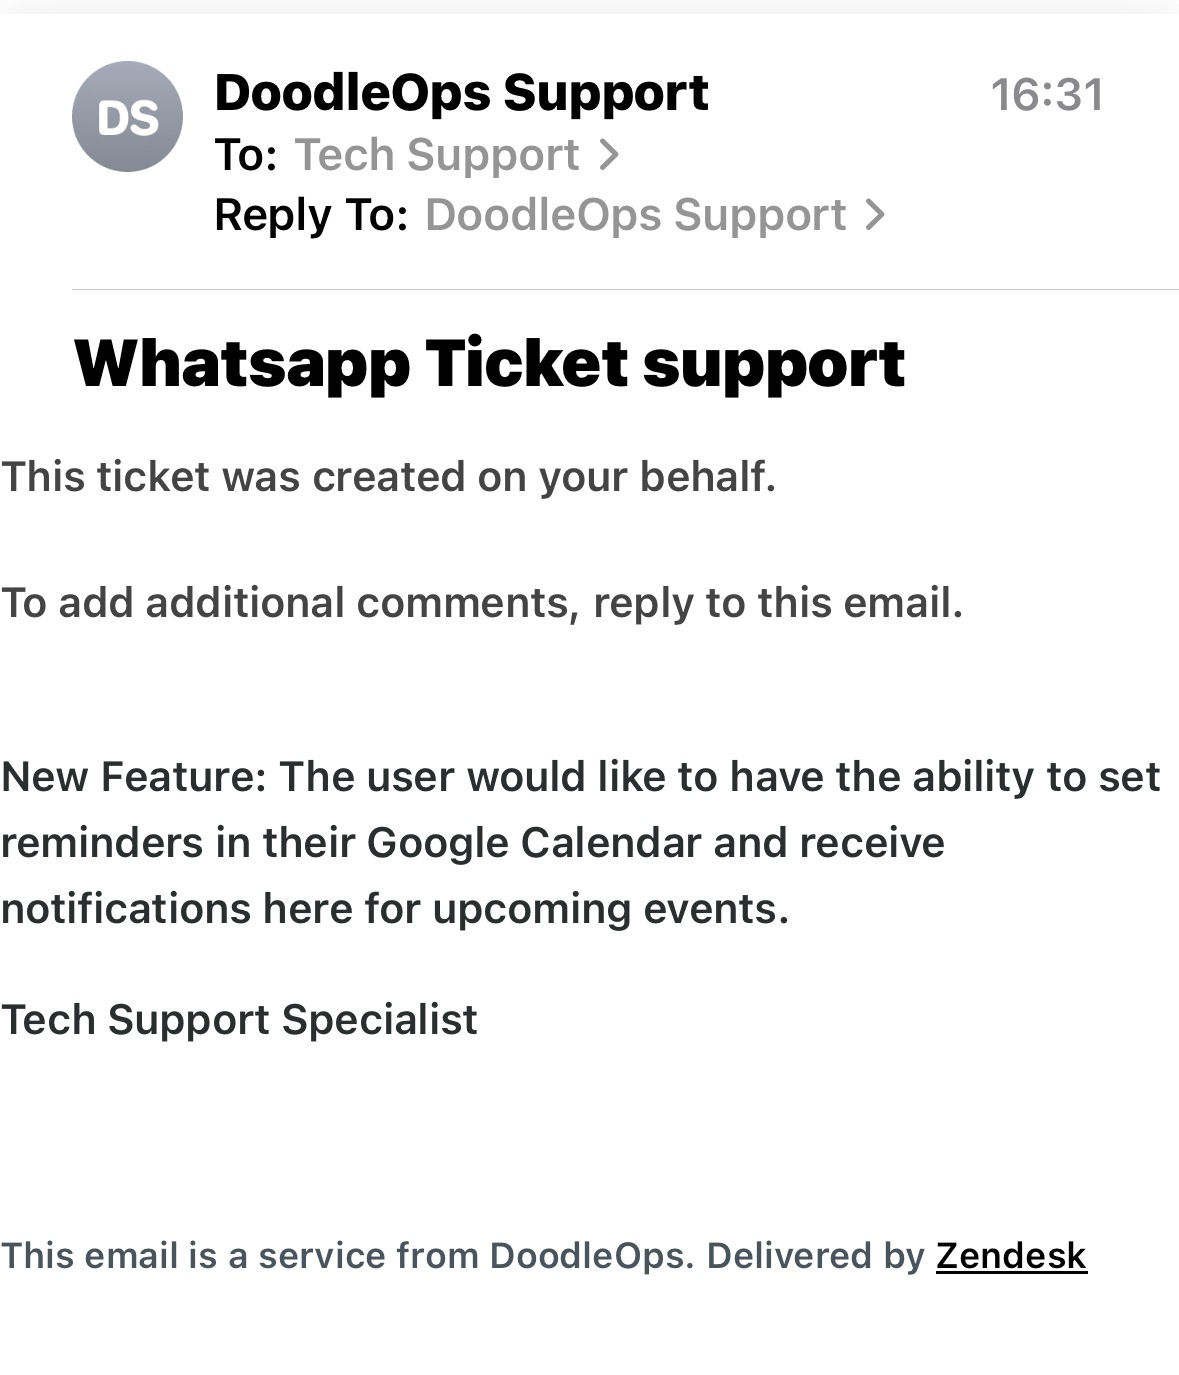 DS
DoodleOps Support
16:31
To: Tech Support >
Reply To: DoodleOps Support >
Whatsapp Ticket support
This ticket was created on your behalf.
To add additional comments, reply to this email.
New Feature: The user would like to have the ability to set
reminders in their Google Calendar and receive
notifications here for upcoming events.
Tech Support Specialist
This email is a service from DoodleOps. Delivered by Zendesk